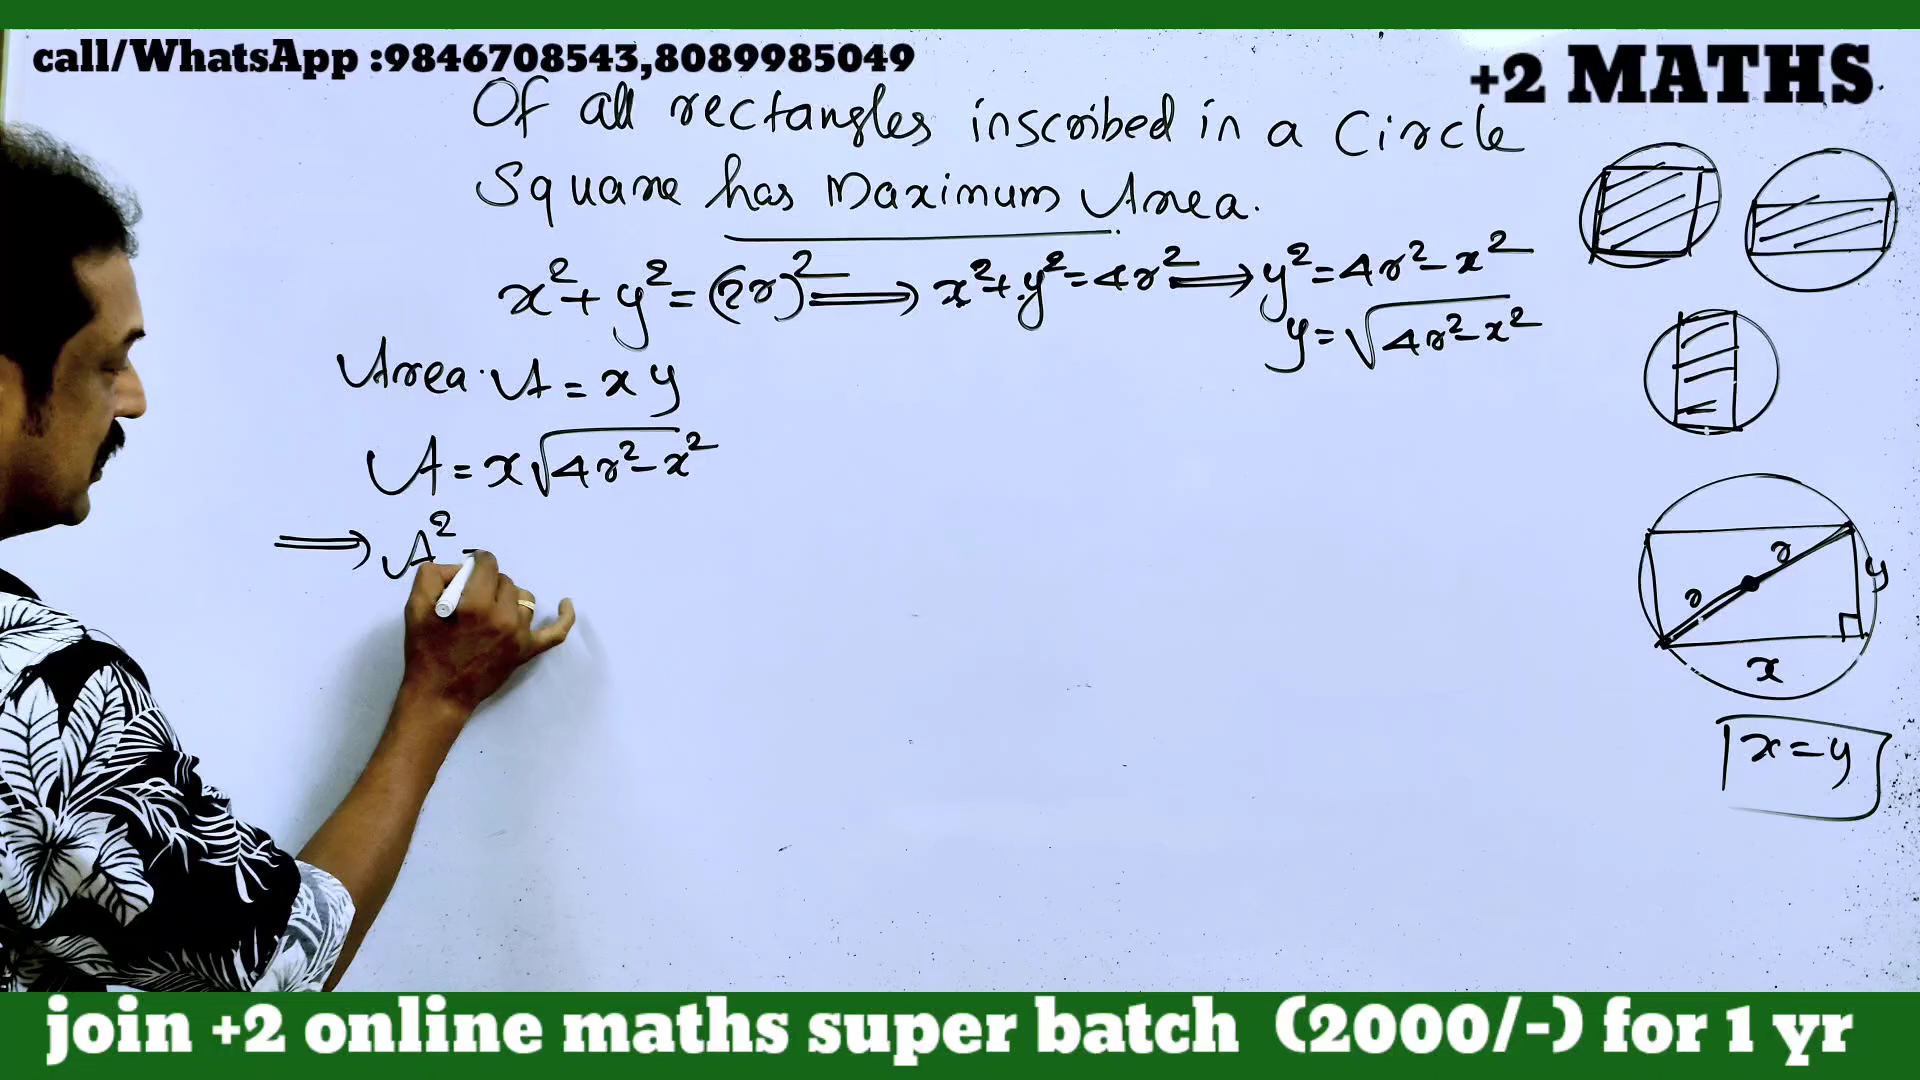 call/WhatsApp :9846708543,8089985049
+2 MATHS
Of all rectangles inscribed in a Circle
Square has Maximum Area.
x²+ y² = (2r)² ⟹ x²+y²=4r² ⟹ y²=4r²-x²
y=√4r²-x²
Area A = xy
A = x√4r²-x²
⟹ A² =
r
r
y
x
x=y
join +2 online maths super batch (2000/-) for 1 yr